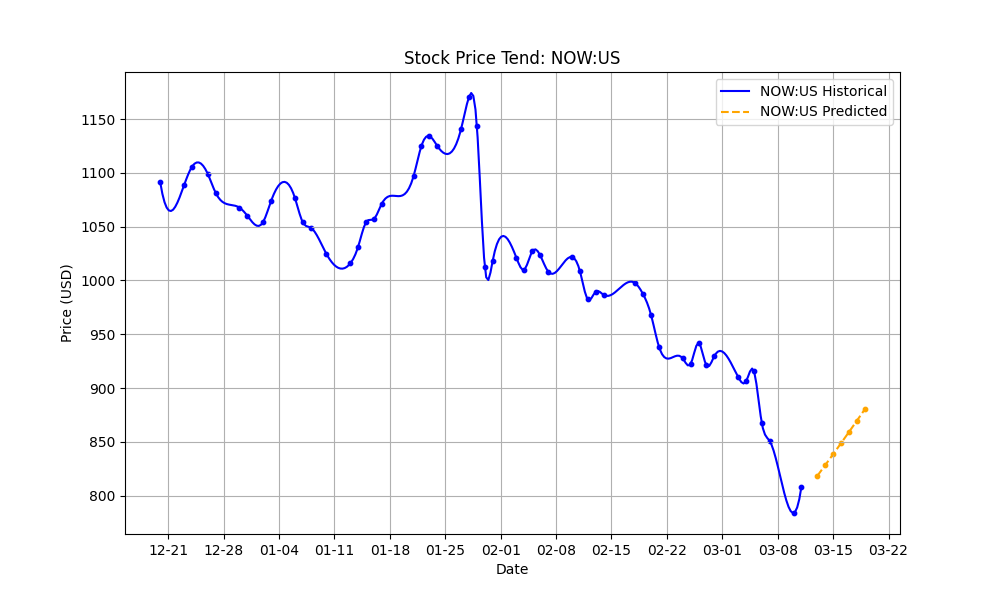 Stock Price Tend: NOW:US
NOW:US Historical
NOW:US Predicted
Price (USD)
1150
1100
1050
1000
950
900
850
800
12-21 12-28 01-04 01-11 01-18 01-25 02-01 02-08 02-15 02-22 03-01 03-08 03-15 03-22
Date